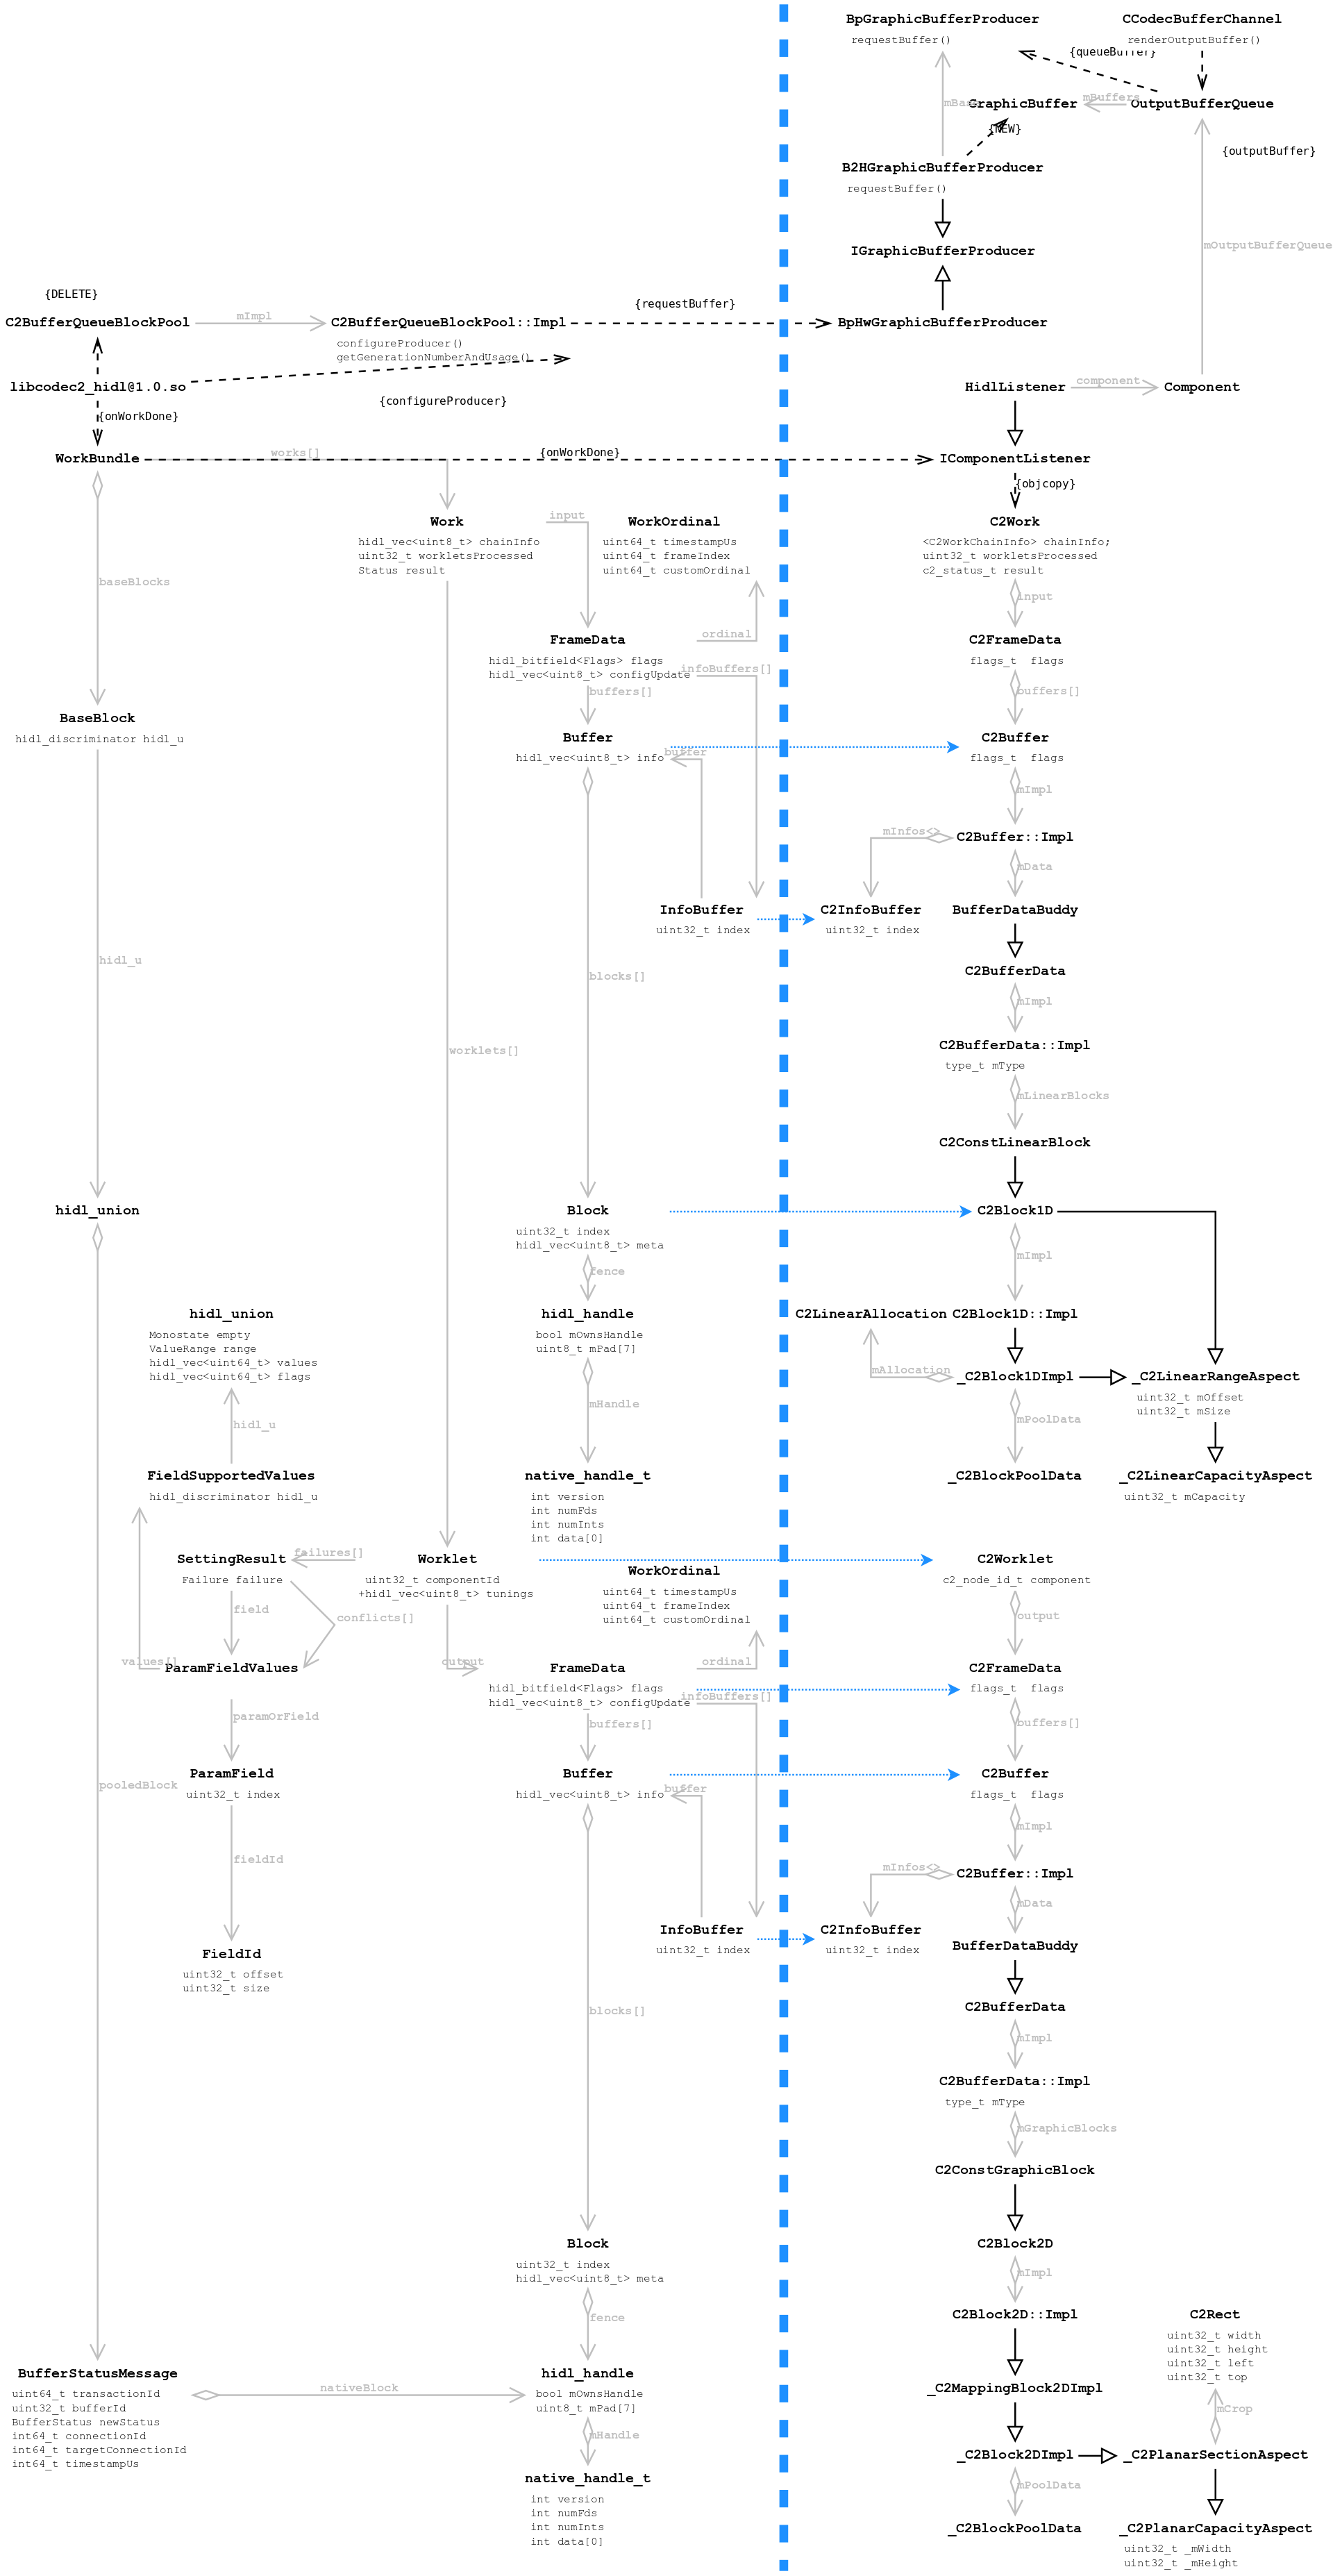 BpGraphicBufferProducer
CCodecBufferChannel
requestBuffer()
renderOutputBuffer()
{queueBuffer}
mBase
GraphicBuffer
mBuffers
OutputBufferQueue
{NEW}
{outputBuffer}
B2HGraphicBufferProducer
requestBuffer()
mOutputBufferQueue
IGraphicBufferProducer
{DELETE}
{requestBuffer}
C2BufferQueueBlockPool
mImpl
C2BufferQueueBlockPool::Impl
BpHwGraphicBufferProducer
configureProducer()
getGenerationNumberAndUsage()
libcodec2_hidl@1.0.so
{configureProducer}
HidlListener
component
Component
{onWorkDone}
WorkBundle
works[]
{onWorkDone}
IComponentListener
{objcopy}
Work
input
WorkOrdinal
C2Work
hidl_vec<uint8_t> chainInfo
uint32_t workletsProcessed
Status result
uint64_t timestampUs
uint64_t frameIndex
uint64_t customOrdinal
<C2WorkChainInfo> chainInfo;
uint32_t workletsProcessed
c2_status_t result
baseBlocks
input
FrameData
ordinal
C2FrameData
hidl_bitfield<Flags> flags
hidl_vec<uint8_t> configUpdate
infoBuffers[]
flags_t  flags
buffers[]
buffers[]
BaseBlock
hidl_discriminator hidl_u
Buffer
hidl_vec<uint8_t> info
buffer
C2Buffer
flags_t  flags
mImpl
mInfos<>
C2Buffer::Impl
mData
InfoBuffer
uint32_t index
C2InfoBuffer
uint32_t index
BufferDataBuddy
hidl_u
blocks[]
C2BufferData
mImpl
worklets[]
C2BufferData::Impl
type_t mType
mLinearBlocks
C2ConstLinearBlock
hidl_union
Block
uint32_t index
hidl_vec<uint8_t> meta
C2Block1D
fence
mImpl
hidl_union
Monostate empty
ValueRange range
hidl_vec<uint64_t> values
hidl_vec<uint64_t> flags
hidl_handle
bool mOwnsHandle
uint8_t mPad[7]
C2LinearAllocation
C2Block1D::Impl
mAllocation
_C2Block1DImpl
_C2LinearRangeAspect
uint32_t mOffset
uint32_t mSize
hidl_u
mHandle
mPoolData
FieldSupportedValues
hidl_discriminator hidl_u
native_handle_t
int version
int numFds
int numInts
int data[0]
_C2BlockPoolData
_C2LinearCapacityAspect
uint32_t mCapacity
SettingResult
Failure failure
failures[]
Worklet
uint32_t componentId
+hidl_vec<uint8_t> tunings
WorkOrdinal
uint64_t timestampUs
uint64_t frameIndex
uint64_t customOrdinal
C2Worklet
c2_node_id_t component
field
conflicts[]
output
values[]
ParamFieldValues
output
FrameData
ordinal
C2FrameData
hidl_bitfield<Flags> flags
hidl_vec<uint8_t> configUpdate
infoBuffers[]
flags_t  flags
paramOrField
buffers[]
buffers[]
ParamField
uint32_t index
pooledBlock
Buffer
hidl_vec<uint8_t> info
buffer
C2Buffer
flags_t  flags
mImpl
fieldId
mInfos<>
C2Buffer::Impl
mData
FieldId
uint32_t offset
uint32_t size
InfoBuffer
uint32_t index
C2InfoBuffer
uint32_t index
BufferDataBuddy
blocks[]
C2BufferData
mImpl
C2BufferData::Impl
type_t mType
mGraphicBlocks
C2ConstGraphicBlock
Block
uint32_t index
hidl_vec<uint8_t> meta
C2Block2D
mImpl
fence
C2Block2D::Impl
C2Rect
uint32_t width
uint32_t height
uint32_t left
uint32_t top
BufferStatusMessage
uint64_t transactionId
uint32_t bufferId
BufferStatus newStatus
int64_t connectionId
int64_t targetConnectionId
int64_t timestampUs
nativeBlock
hidl_handle
bool mOwnsHandle
uint8_t mPad[7]
_C2MappingBlock2DImpl
mCrop
mHandle
_C2Block2DImpl
_C2PlanarSectionAspect
native_handle_t
int version
int numFds
int numInts
int data[0]
mPoolData
_C2BlockPoolData
_C2PlanarCapacityAspect
uint32_t _mWidth
uint32_t _mHeight